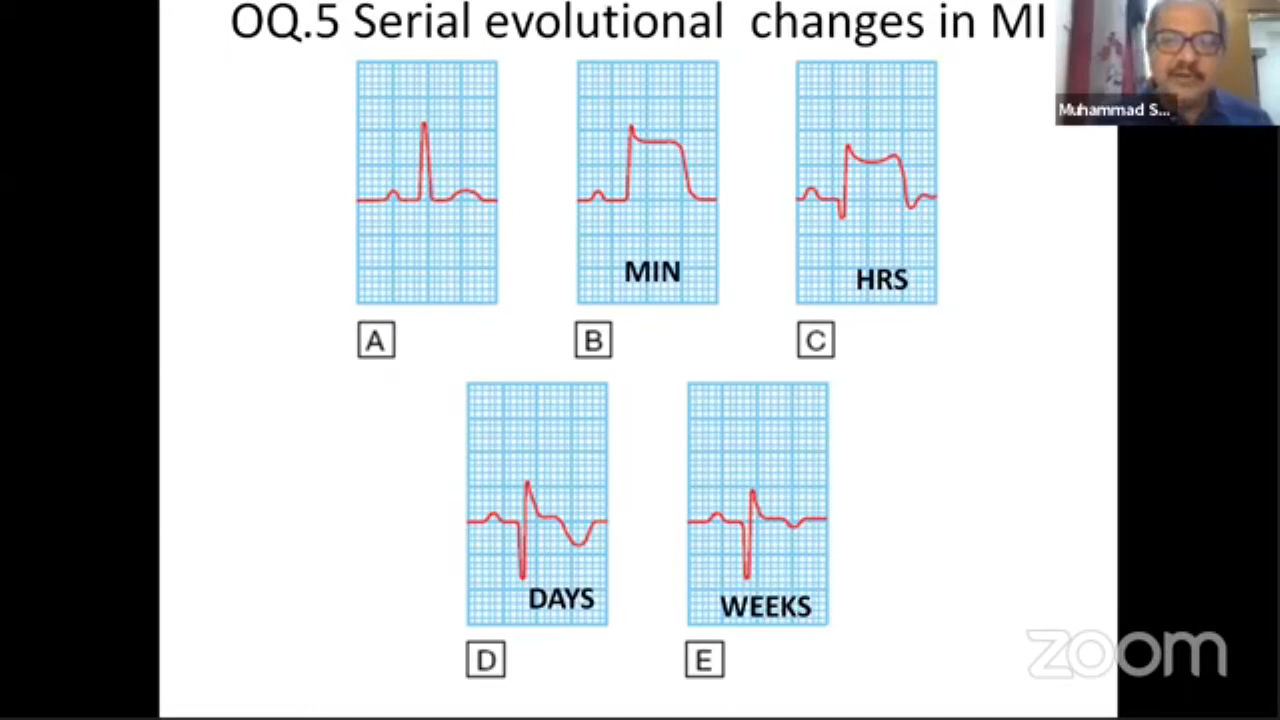 OQ.5 Serial evolutional changes in MI
Muhammad S...
MIN
HRS
A
B
C
DAYS
WEEKS
D
E
zoom